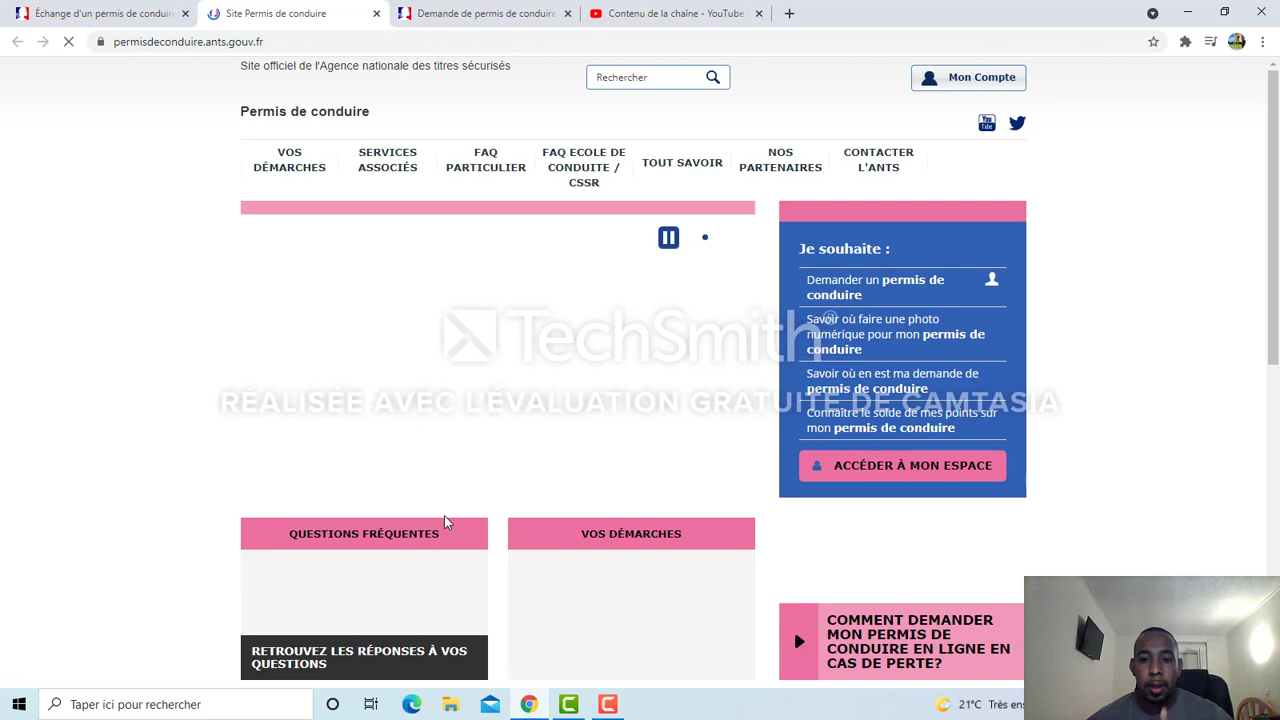 Échange d'un permis de conduire
Site Permis de conduire
Demande de permis de conduire
Contenu de la chaîne - YouTube
permisdeconduire.ants.gouv.fr
Site officiel de l'Agence nationale des titres sécurisés
Rechercher
Mon Compte
Permis de conduire
You
Tube
VOS
DÉMARCHES
SERVICES
ASSOCIÉS
FAQ
PARTICULIER
FAQ ECOLE DE
CONDUITE /
CSSR
TOUT SAVOIR
NOS
PARTENAIRES
CONTACTER
L'ANTS
Je souhaite :
Demander un permis de
conduire
Savoir où faire une photo
numérique pour mon permis de
conduire
Savoir où en est ma demande de
permis de conduire
Connaître le solde de mes points sur
mon permis de conduire
ACCÉDER À MON ESPACE
TechSmith®
RÉALISÉE AVEC L'ÉVALUATION GRATUITE DE CAMTASIA
QUESTIONS FRÉQUENTES
VOS DÉMARCHES
RETROUVEZ LES RÉPONSES À VOS
QUESTIONS
COMMENT DEMANDER
MON PERMIS DE
CONDUIRE EN LIGNE EN
CAS DE PERTE?
Taper ici pour rechercher
21°C Très ens